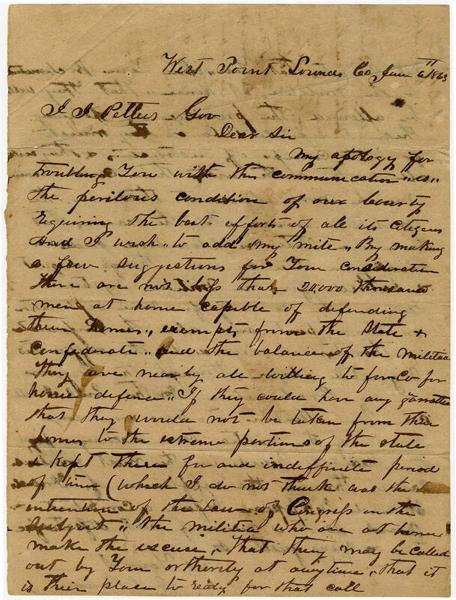 West Point Lowndes Co June 6th 1863
J J Pettus Gov
Dear Sir
my apology for
troubling You with this communication is
the perilous condition of our County
requiring the best efforts of all its Citizens
And I wish to add my mite, By making
a few suggestions for Your Consideration
there are not less that 20,000 thousand
men at home capable of defending
their homes, exempts from the State &
Confederate, and the balance of the militia
They are nearly all willing to form Co for
home defence, If they could have any garrantee
that they would not be taken from their
homes to the extreme portions of the state
& kept there for and indeffinite period
of time (which I do not think was the
intention of the Law of Congress on the
Subject, the militia who are at home
make the excuse, that they may be Called
out by Your orthority at anytime, that it
is their place to ready for that call